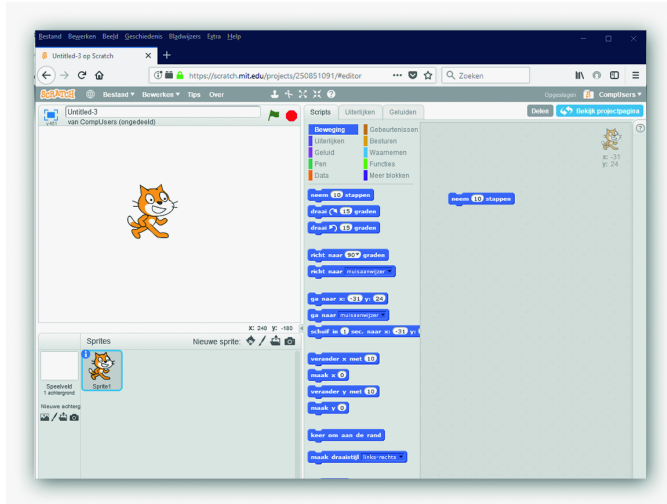 Bestand Bewerken Beeld Geschiedenis Bladwijzers Extra Help
Untitled-3 op Scratch
https://scratch.mit.edu/projects/250851091/#editor
Zoeken
SCRATCH Bestand Bewerken Tips Over
Opgeslagen CompUsers
Untitled-3
van CompUsers (ongedeeld)
Scripts Uiterlijken Geluiden
Delen Bekijk projectpagina
Beweging Gebeurtenissen
Uiterlijken Besturen
Geluid Waarnemen
Pen Functies
Data Meer blokken
x: -31
y: 24
neem 10 stappen
draai 15 graden
draai 15 graden
richt naar 90 graden
richt naar muisaanwijzer
ga naar x: -31 y: 24
ga naar muisaanwijzer
schuif in 1 sec. naar x: -31 y:
verander x met 10
maak x 0
verander y met 10
maak y 0
keer om aan de rand
maak draaistijl links-rechts
neem 10 stappen
x: 240 y: -180
Sprites Nieuwe sprite:
Speelveld
1 achtergrond
Sprite1
Nieuwe achterg